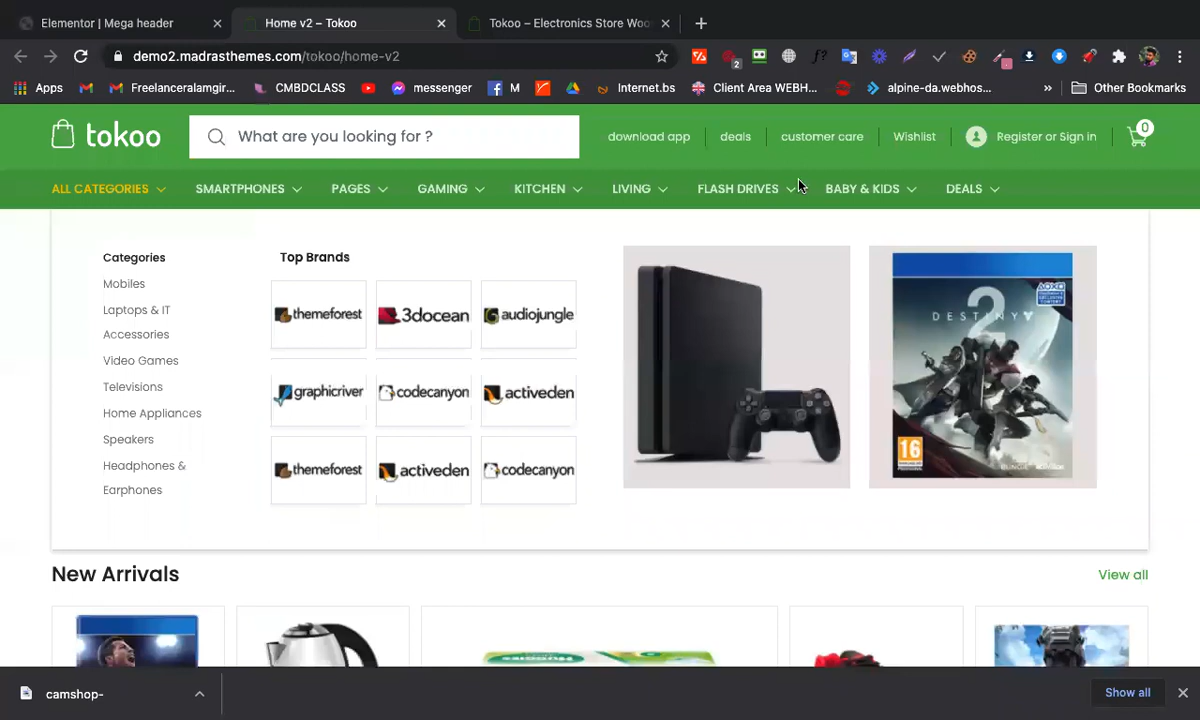 Elementor | Mega header
Home v2 – Tokoo
Tokoo – Electronics Store Woo
demo2.madrasthemes.com/tokoo/home-v2
2
Apps
Freelanceralamgir...
CMBDCLASS
M
messenger
Internet.bs
Client Area WEBH...
alpine-da.webhos...
»
Other Bookmarks
tokoo
What are you looking for ?
download app
deals
customer care
Wishlist
Register or Sign in
0
ALL CATEGORIES
SMARTPHONES
PAGES
GAMING
KITCHEN
LIVING
FLASH DRIVES
BABY & KIDS
DEALS
Categories
Mobiles
Laptops & IT
Accessories
Video Games
Televisions
Home Appliances
Speakers
Headphones &
Earphones
Top Brands
themeforest
3docean
audiojungle
graphicriver
codecanyon
activeden
themeforest
activeden
codecanyon
2
DESTINY
16
New Arrivals
View all
camshop-
Show all